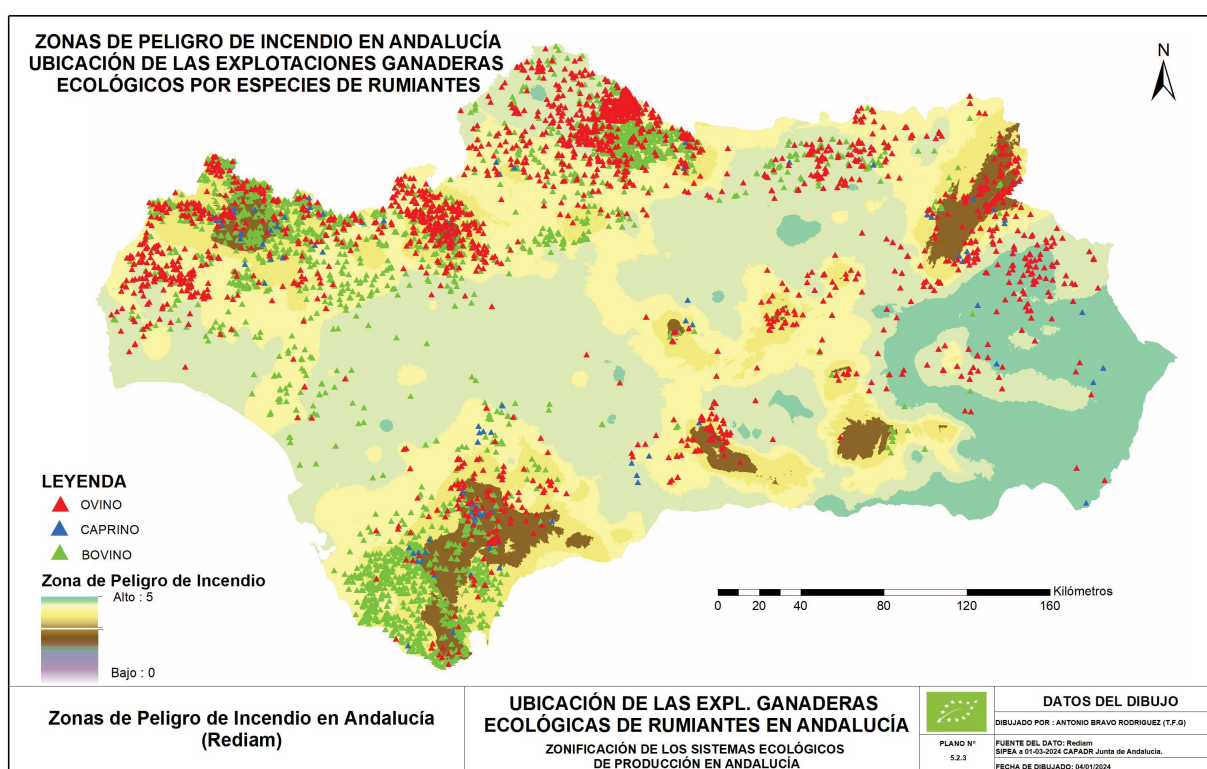 ZONAS DE PELIGRO DE INCENDIO EN ANDALUCÍA
UBICACIÓN DE LAS EXPLOTACIONES GANADERAS
ECOLÓGICOS POR ESPECIES DE RUMIANTES
N
LEYENDA
OVINO
CAPRINO
BOVINO
Zona de Peligro de Incendio
Alto : 5
Bajo : 0
Kilómetros
0 20 40 80 120 160
Zonas de Peligro de Incendio en Andalucía
(Rediam)
UBICACIÓN DE LAS EXPL. GANADERAS
ECOLÓGICAS DE RUMIANTES EN ANDALUCÍA
ZONIFICACIÓN DE LOS SISTEMAS ECOLÓGICOS
DE PRODUCCIÓN EN ANDALUCÍA
PLANO Nº
5.2.3
DATOS DEL DIBUJO
DIBUJADO POR : ANTONIO BRAVO RODRIGUEZ (T.F.G)
FUENTE DEL DATO: Rediam
SIPEA a 01-03-2024 CAPADR Junta de Andalucía.
FECHA DE DIBUJADO: 04/01/2024